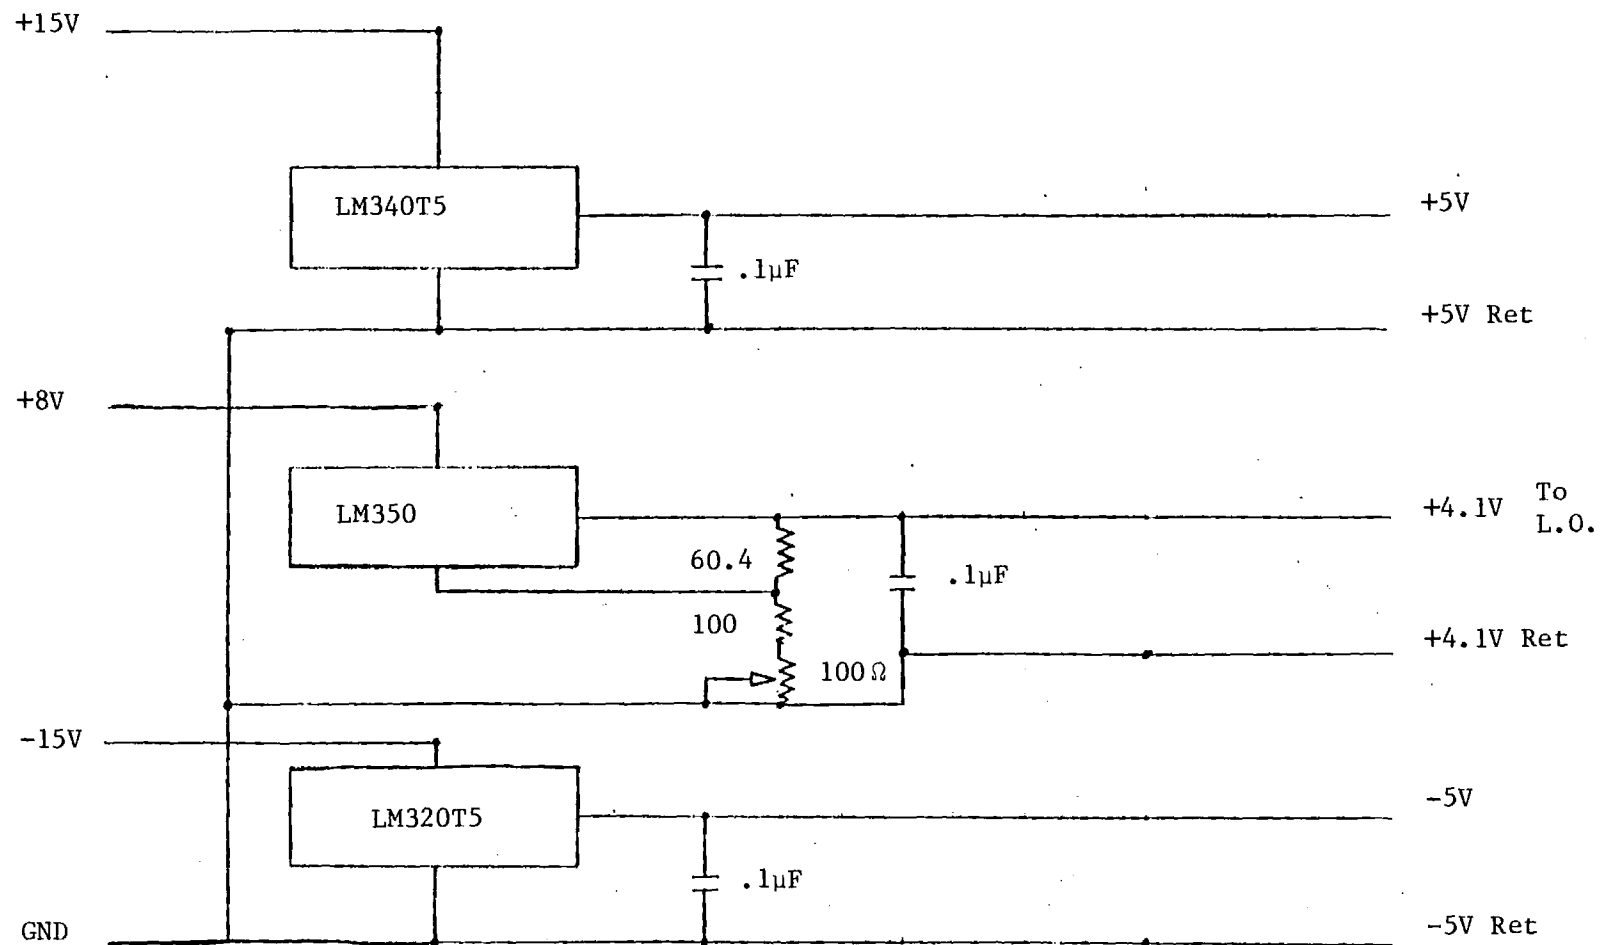 +15V
LM340T5
+5V
.1μF
+5V Ret
+8V
LM350
+4.1V
To
L.O.
60.4
.1μF
100
+4.1V Ret
100Ω
-15V
LM320T5
-5V
.1μF
GND
-5V Ret